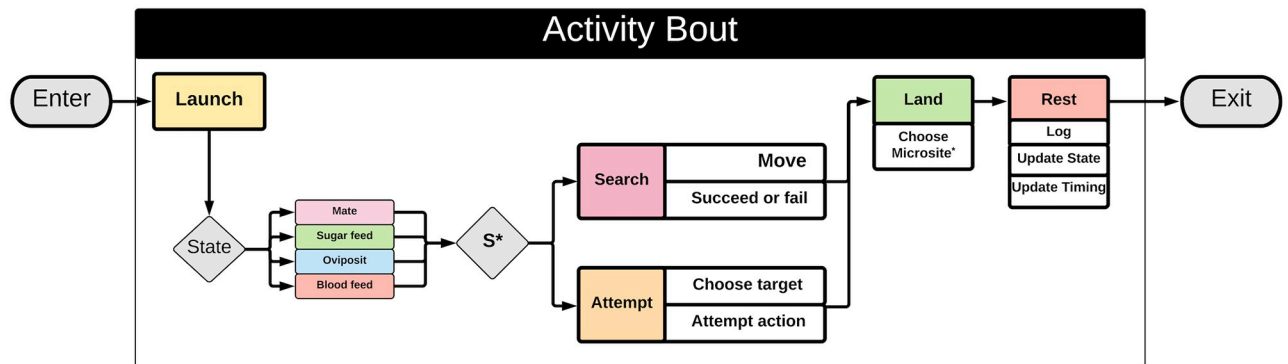 Activity Bout
Enter
Launch
State
Mate
Sugar feed
Oviposit
Blood feed
S*
Search
Move
Succeed or fail
Attempt
Choose target
Attempt action
Land
Choose
Microsite*
Rest
Log
Update State
Update Timing
Exit